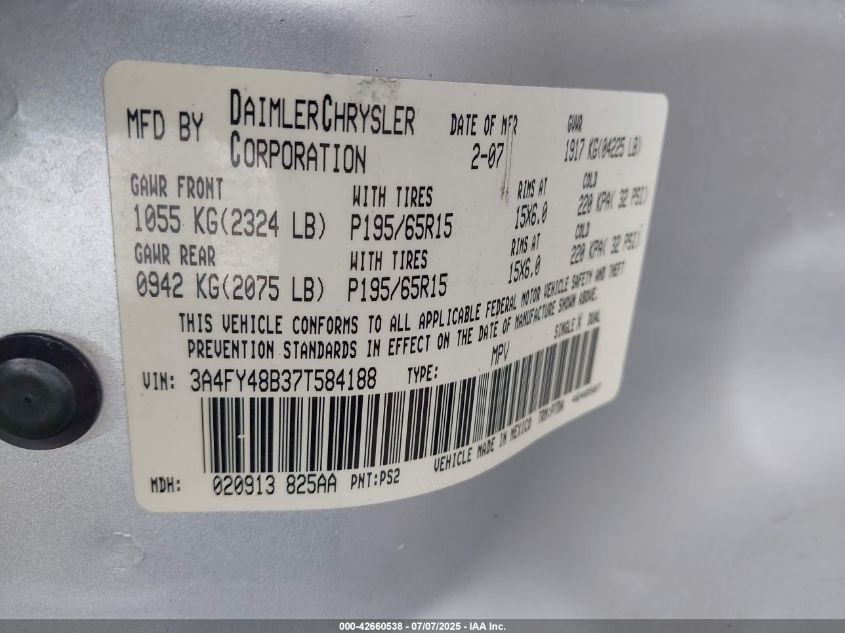 MFD BY DAIMLERCHRYSLER CORPORATION
DATE OF MFR 2-07
GVWR 1917 KG(04225 LB)
GAWR FRONT 1055 KG(2324 LB)
WITH TIRES P195/65R15
RIMS AT 15X6.0
COLD 220 KPA( 32 PSI)
GAWR REAR 0942 KG(2075 LB)
WITH TIRES P195/65R15
RIMS AT 15X6.0
COLD 220 KPA( 32 PSI)
THIS VEHICLE CONFORMS TO ALL APPLICABLE FEDERAL MOTOR VEHICLE SAFETY AND THEFT
PREVENTION STANDARDS IN EFFECT ON THE DATE OF MANUFACTURE SHOWN ABOVE.
VIN: 3A4FY48B37T584188 TYPE: MPV SINGLE X DUAL
VEHICLE MADE IN MEXICO
MDH: 020913 825AA PNT:PS2
000-42660538 - 07/07/2025 - IAA Inc.